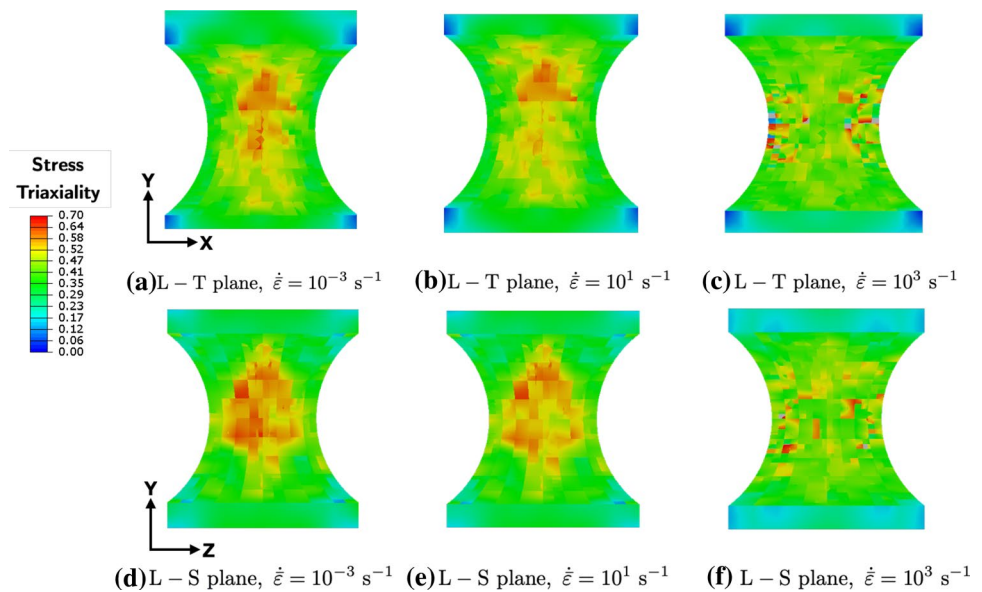 Stress
Triaxiality
0.70
0.64
0.58
0.52
0.47
0.41
0.35
0.29
0.23
0.17
0.12
0.06
0.00
Y
X
(a) L − T plane, ε̄̇ = 10⁻³ s⁻¹
(b) L − T plane, ε̄̇ = 10¹ s⁻¹
(c) L − T plane, ε̄̇ = 10³ s⁻¹
Y
Z
(d) L − S plane, ε̄̇ = 10⁻³ s⁻¹
(e) L − S plane, ε̄̇ = 10¹ s⁻¹
(f) L − S plane, ε̄̇ = 10³ s⁻¹